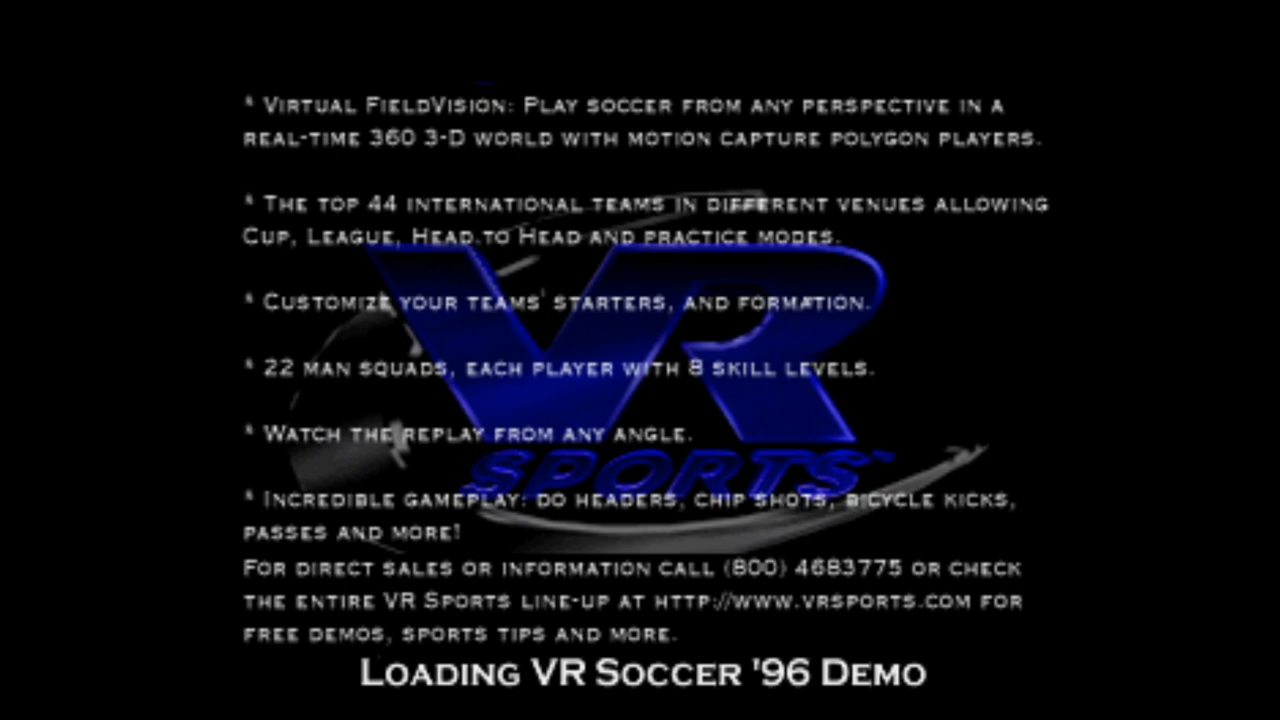 * Virtual FieldVision: Play soccer from any perspective in a
real-time 360 3-D world with motion capture polygon players.
* The top 44 international teams in different venues allowing
Cup, League, Head to Head and practice modes.
* Customize your teams' starters, and formation.
* 22 man squads, each player with 8 skill levels.
* Watch the replay from any angle.
* Incredible gameplay: do headers, chip shots, bicycle kicks,
passes and more!
For direct sales or information call (800) 4683775 or check
the entire VR Sports line-up at http://www.vrsports.com for
free demos, sports tips and more.
Loading VR Soccer '96 Demo
VR
SPORTS™